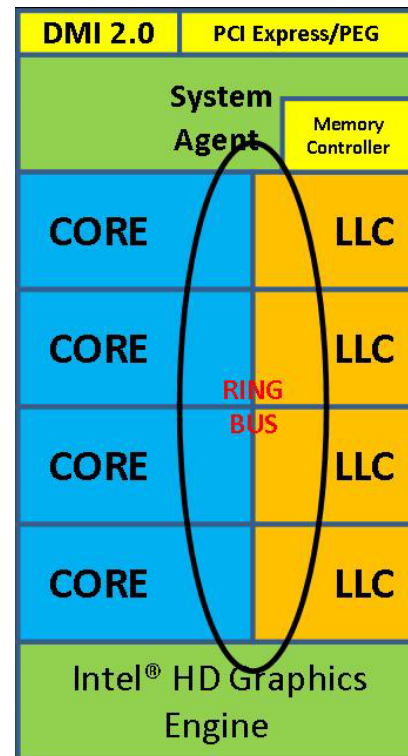 DMI 2.0
PCI Express/PEG
System
Agent
Memory
Controller
CORE
LLC
CORE
LLC
RING
BUS
CORE
LLC
CORE
LLC
Intel® HD Graphics
Engine